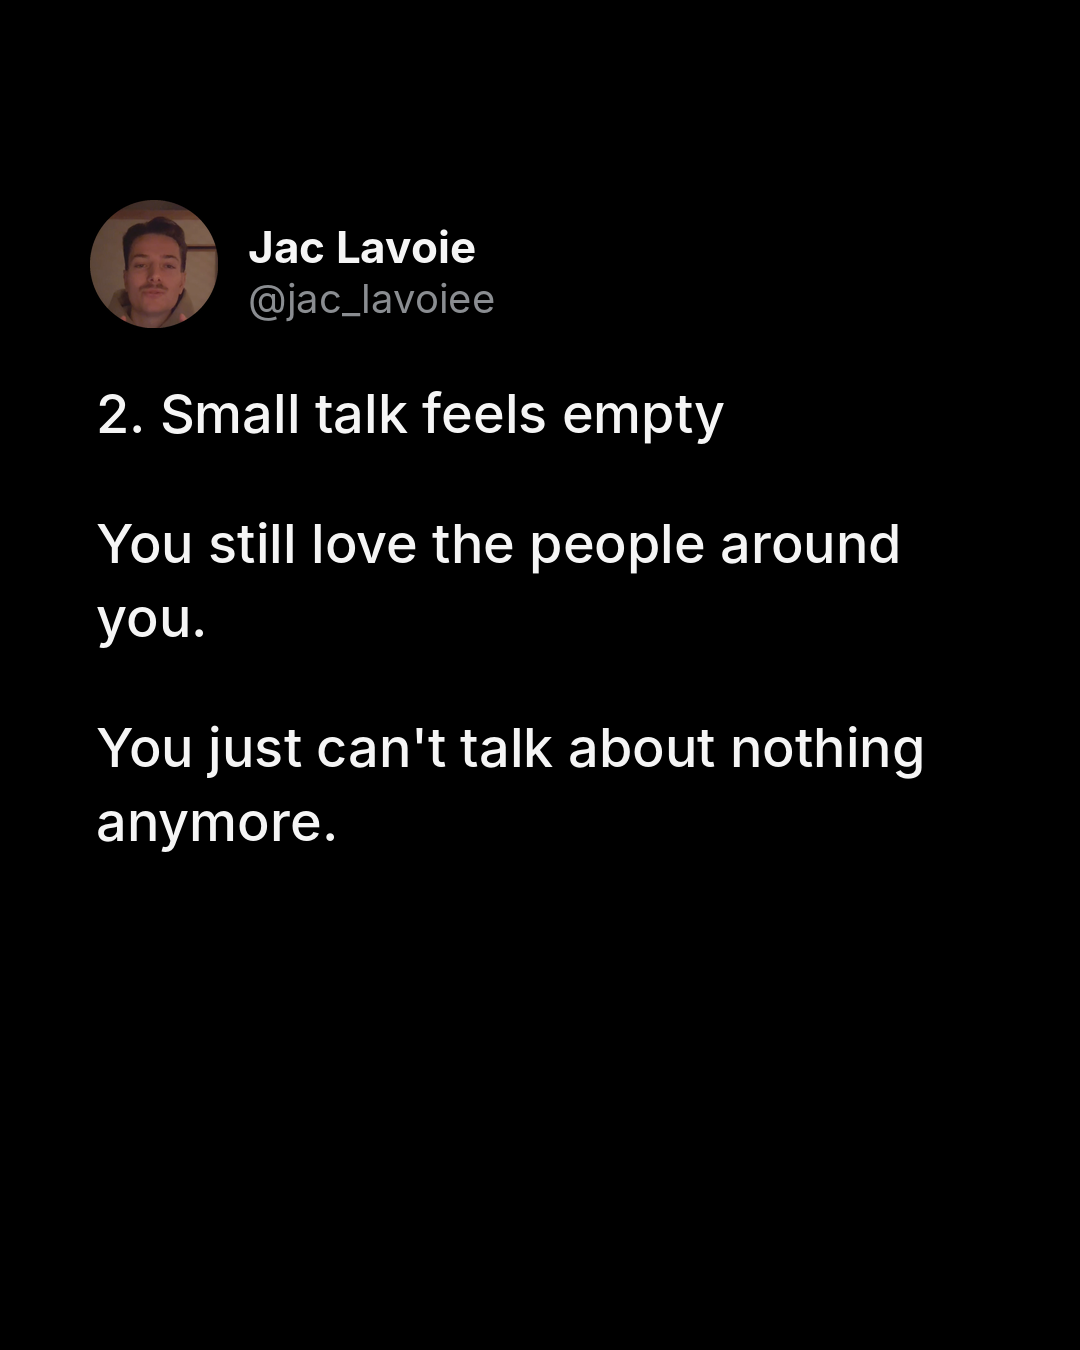 Jac Lavoie
@jac_lavoiee
2. Small talk feels empty
You still love the people around
you.
You just can't talk about nothing
anymore.